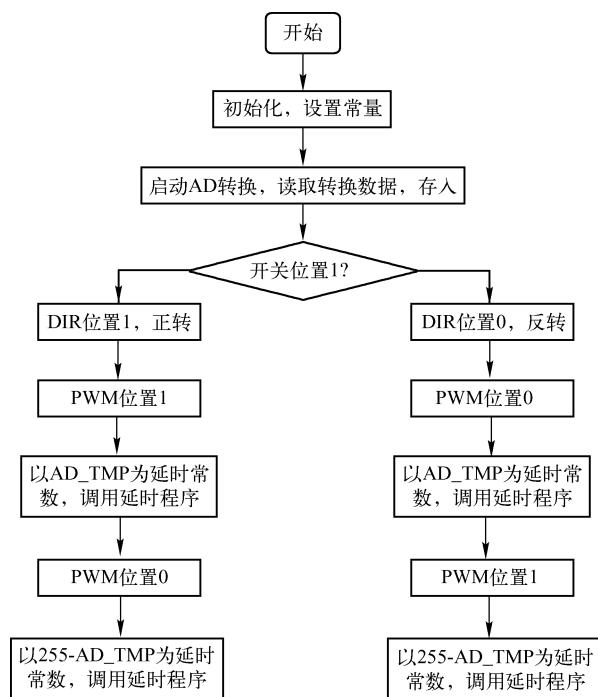 开始
初始化，设置常量
启动AD转换，读取转换数据，存入
开关位置1?
DIR位置1，正转
DIR位置0，反转
PWM位置1
PWM位置0
以AD_TMP为延时常
数，调用延时程序
以AD_TMP为延时常
数，调用延时程序
PWM位置0
PWM位置1
以255-AD_TMP为延时
常数，调用延时程序
以255-AD_TMP为延时
常数，调用延时程序